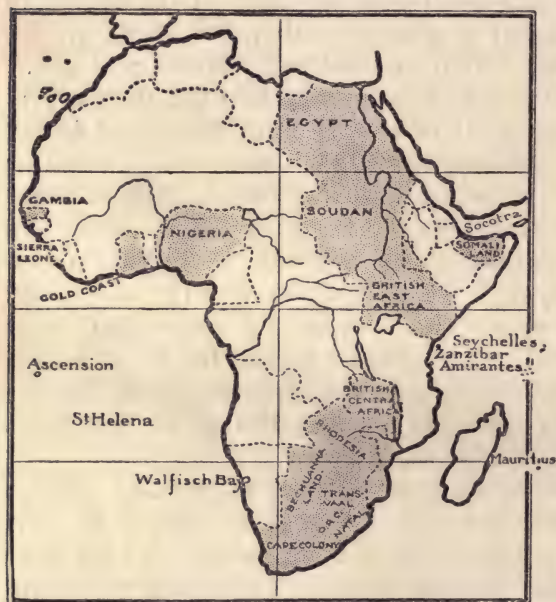 EGYPT
GAMBIA
SOUDAN
Socotra
NIGERIA
SIERRA
LEONE
SOMALI
LAND
GOLD COAST
BRITISH
EAST
AFRICA
Seychelles
Zanzibar
Amirantes
Ascension
BRITISH
CENTRAL
AFRICA
St Helena
RHODESIA
Mauritius
Walfisch Bay
BECHUANA
LAND
TRANS-
VAAL
O.R.C.
NATAL
CAPE COLONY